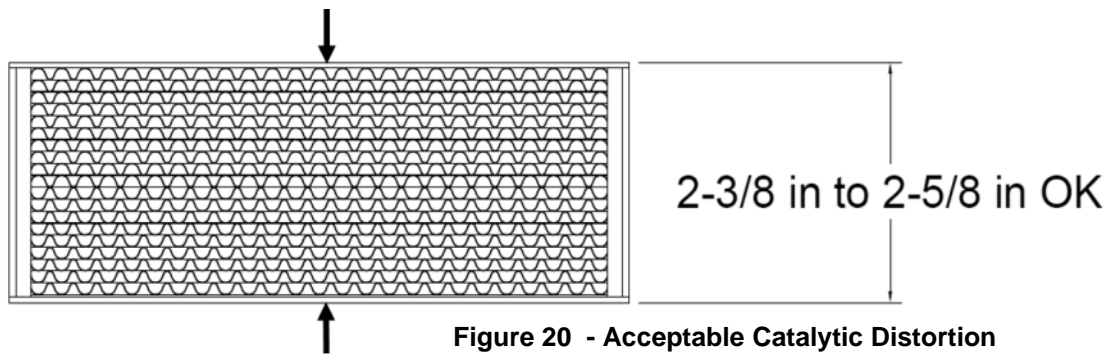 2-3/8 in to 2-5/8 in OK
Figure 20 - Acceptable Catalytic Distortion